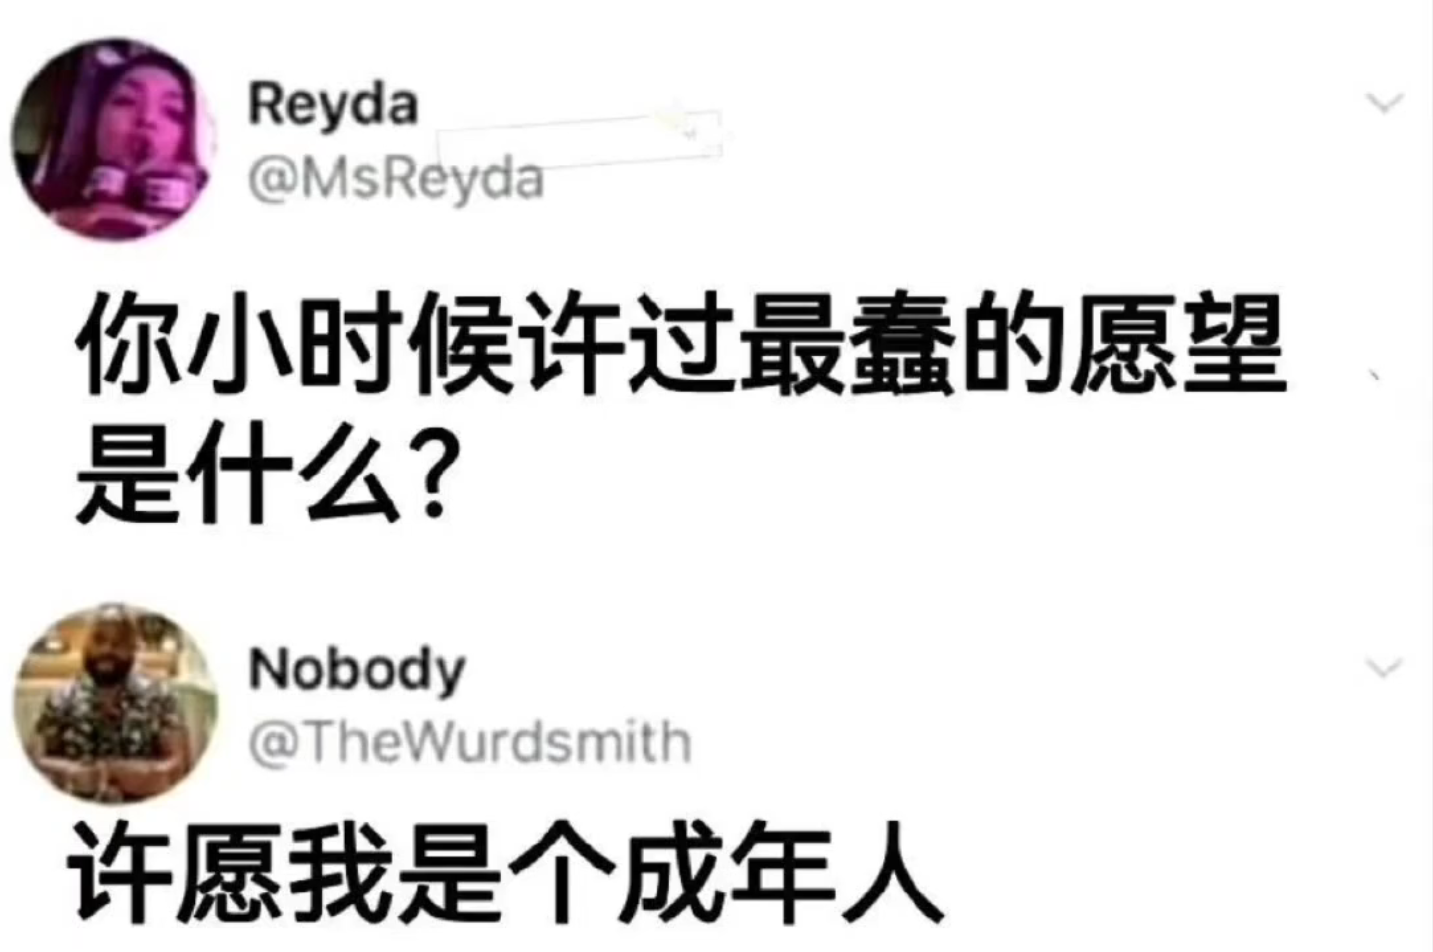 Reyda
@MsReyda
你小时候许过最蠢的愿望
是什么?
Nobody
@TheWurdsmith
许愿我是个成年人